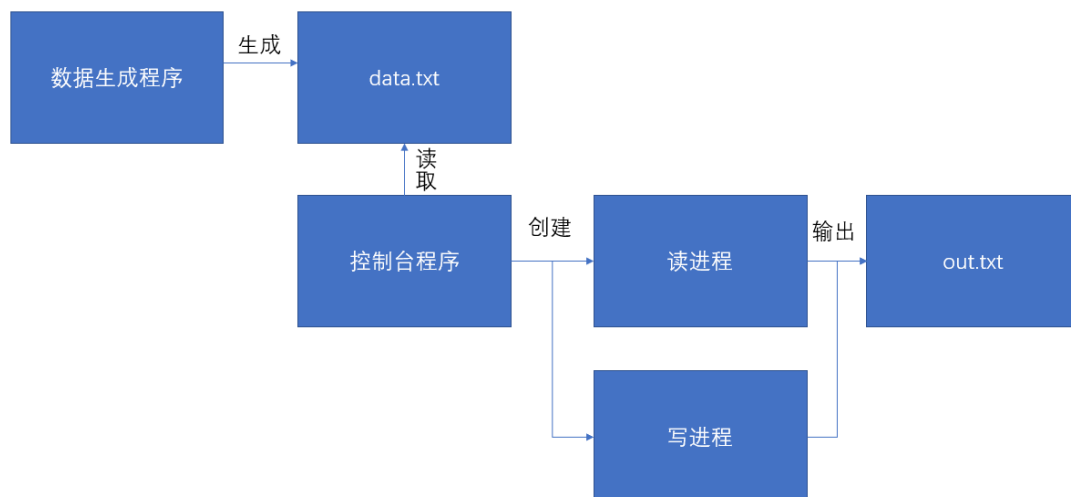 数据生成程序
生成
data.txt
读
取
控制台程序
创建
读进程
输出
out.txt
写进程